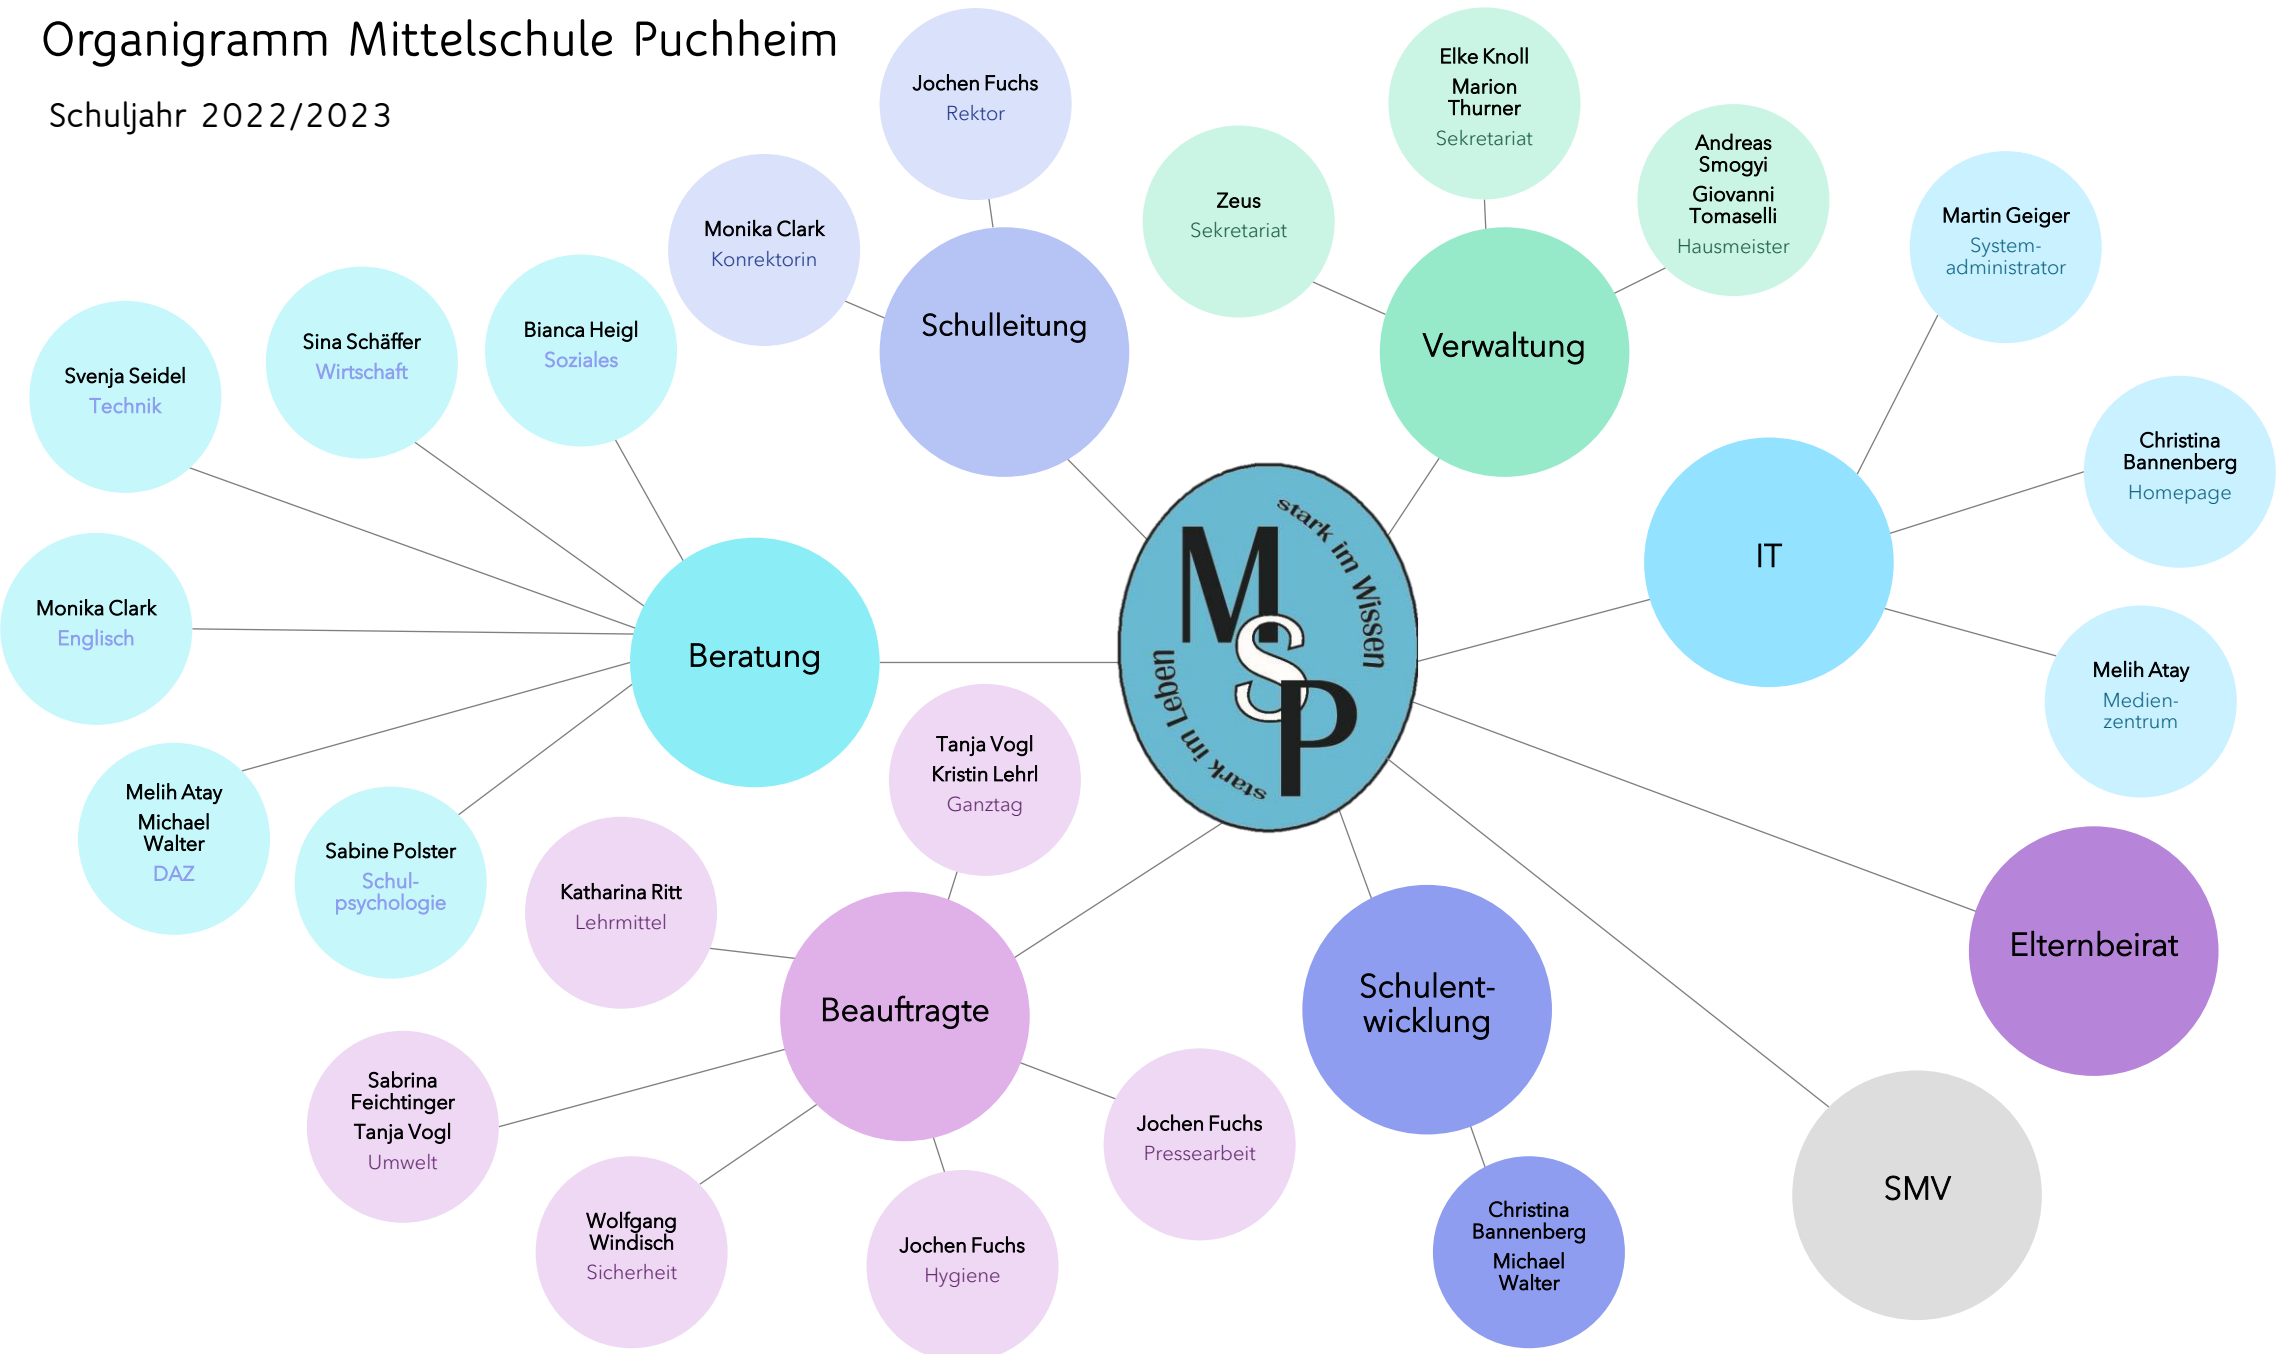 Organigramm Mittelschule Puchheim
Schuljahr 2022/2023
Jochen Fuchs
Rektor
Monika Clark
Konrektorin
Schulleitung
Elke Knoll
Marion
Thurner
Sekretariat
Zeus
Sekretariat
Andreas
Smogyi
Giovanni
Tomaselli
Hausmeister
Verwaltung
Martin Geiger
System-
administrator
Christina
Bannenberg
Homepage
Melih Atay
Medien-
zentrum
IT
Bianca Heigl
Soziales
Sina Schäffer
Wirtschaft
Svenja Seidel
Technik
Monika Clark
Englisch
Melih Atay
Michael
Walter
DAZ
Sabine Polster
Schul-
psychologie
Beratung
stark im Wissen
MSP
stark im Leben
Tanja Vogl
Kristin Lehrl
Ganztag
Katharina Ritt
Lehrmittel
Beauftragte
Sabrina
Feichtinger
Tanja Vogl
Umwelt
Wolfgang
Windisch
Sicherheit
Jochen Fuchs
Hygiene
Jochen Fuchs
Pressearbeit
Schulent-
wicklung
Christina
Bannenberg
Michael
Walter
Elternbeirat
SMV